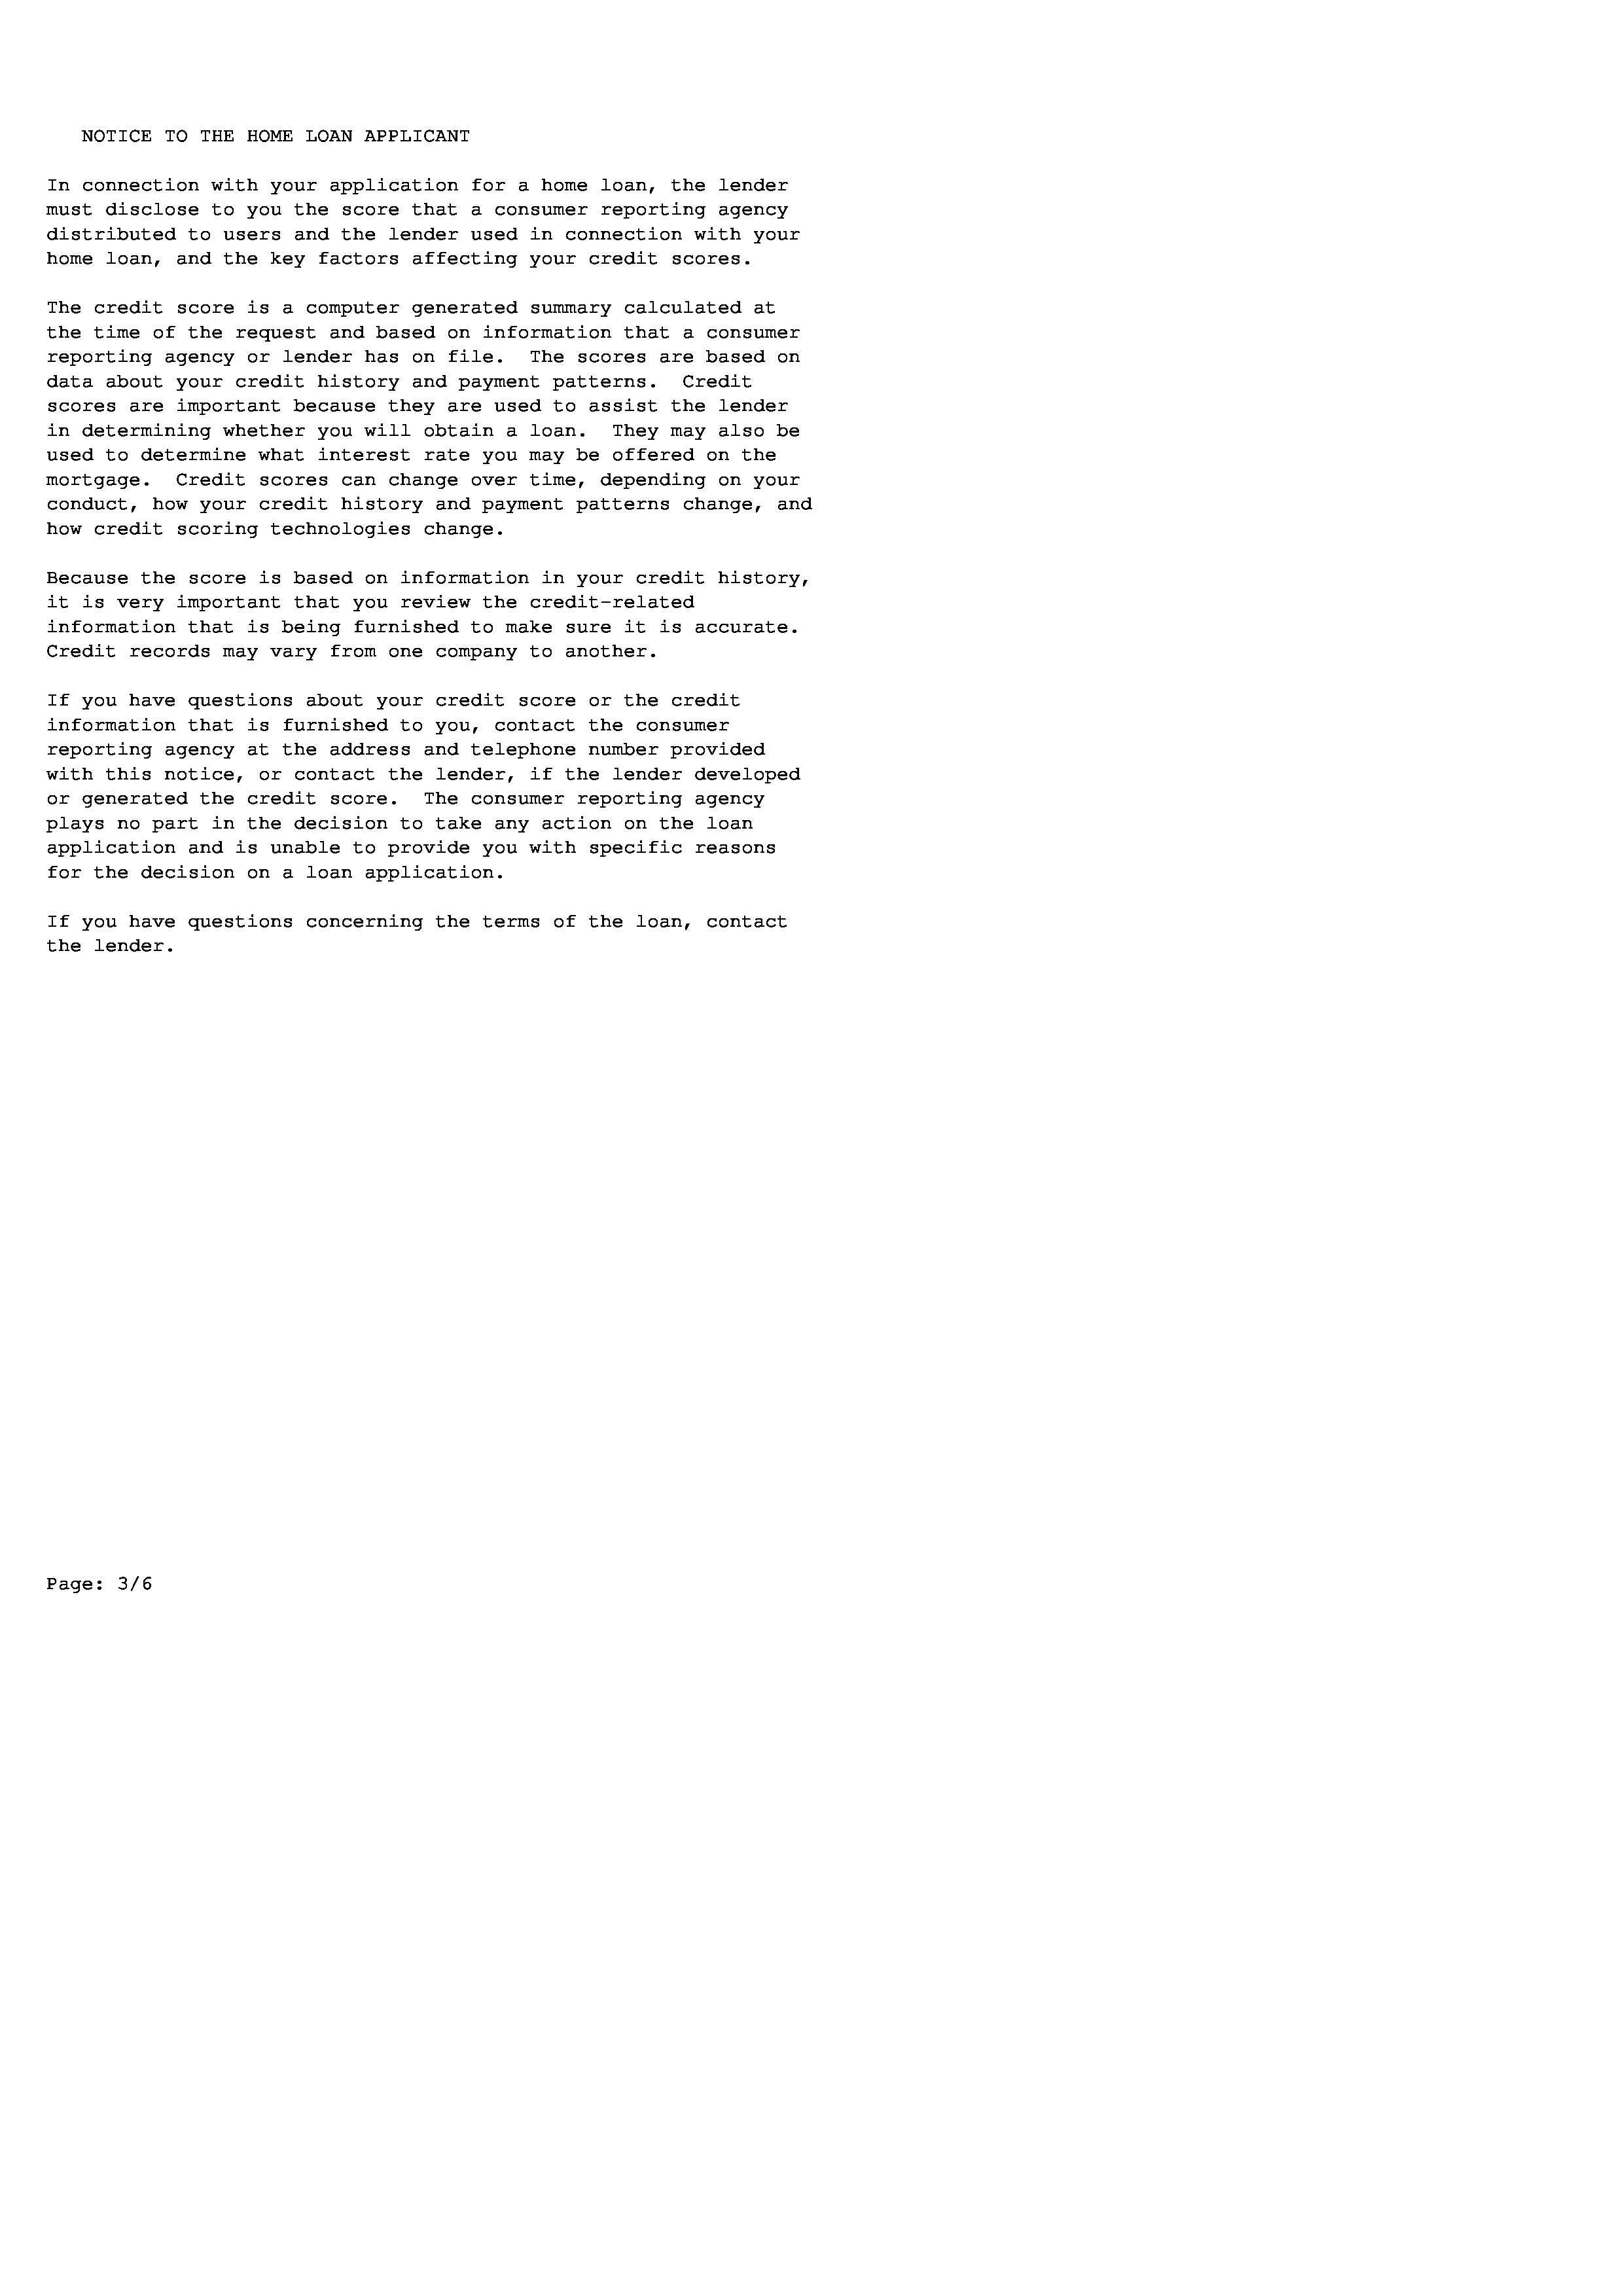 NOTICE TO THE HOME LOAN APPLICANT
In connection with your application for a home loan, the lender
must disclose to you the score that a consumer reporting agency
distributed to users and the lender used in connection with your
home loan, and the key factors affecting your credit scores.
The credit score is a computer generated summary calculated at
the time of the request and based on information that a consumer
reporting agency or lender has on file.  The scores are based on
data about your credit history and payment patterns.  Credit
scores are important because they are used to assist the lender
in determining whether you will obtain a loan.  They may also be
used to determine what interest rate you may be offered on the
mortgage.  Credit scores can change over time, depending on your
conduct, how your credit history and payment patterns change, and
how credit scoring technologies change.
Because the score is based on information in your credit history,
it is very important that you review the credit-related
information that is being furnished to make sure it is accurate.
Credit records may vary from one company to another.
If you have questions about your credit score or the credit
information that is furnished to you, contact the consumer
reporting agency at the address and telephone number provided
with this notice, or contact the lender, if the lender developed
or generated the credit score.  The consumer reporting agency
plays no part in the decision to take any action on the loan
application and is unable to provide you with specific reasons
for the decision on a loan application.
If you have questions concerning the terms of the loan, contact
the lender.
Page: 3/6